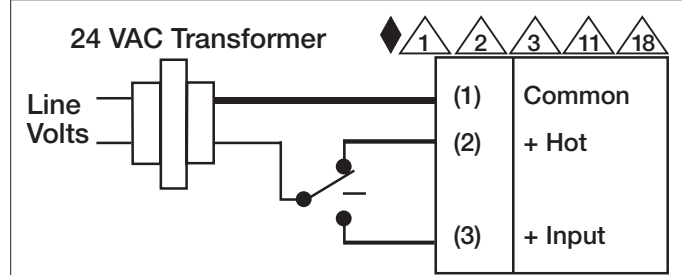 24 VAC Transformer
1 2 3 11 18
Line
Volts
(1) Common
(2) + Hot
(3) + Input